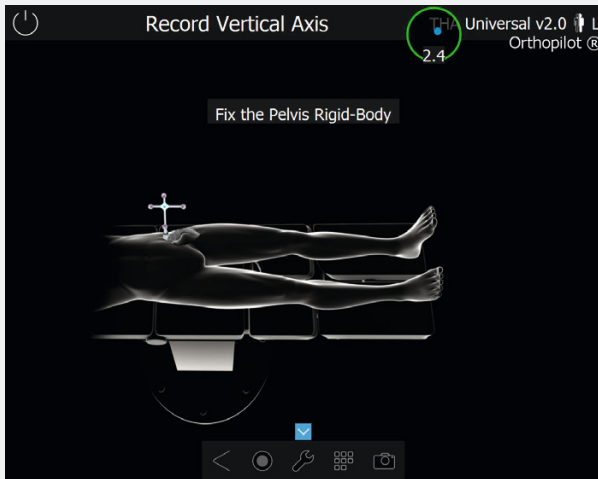 Record Vertical Axis
THA Universal v2.0 L
Orthopilot ®
2.4
Fix the Pelvis Rigid-Body